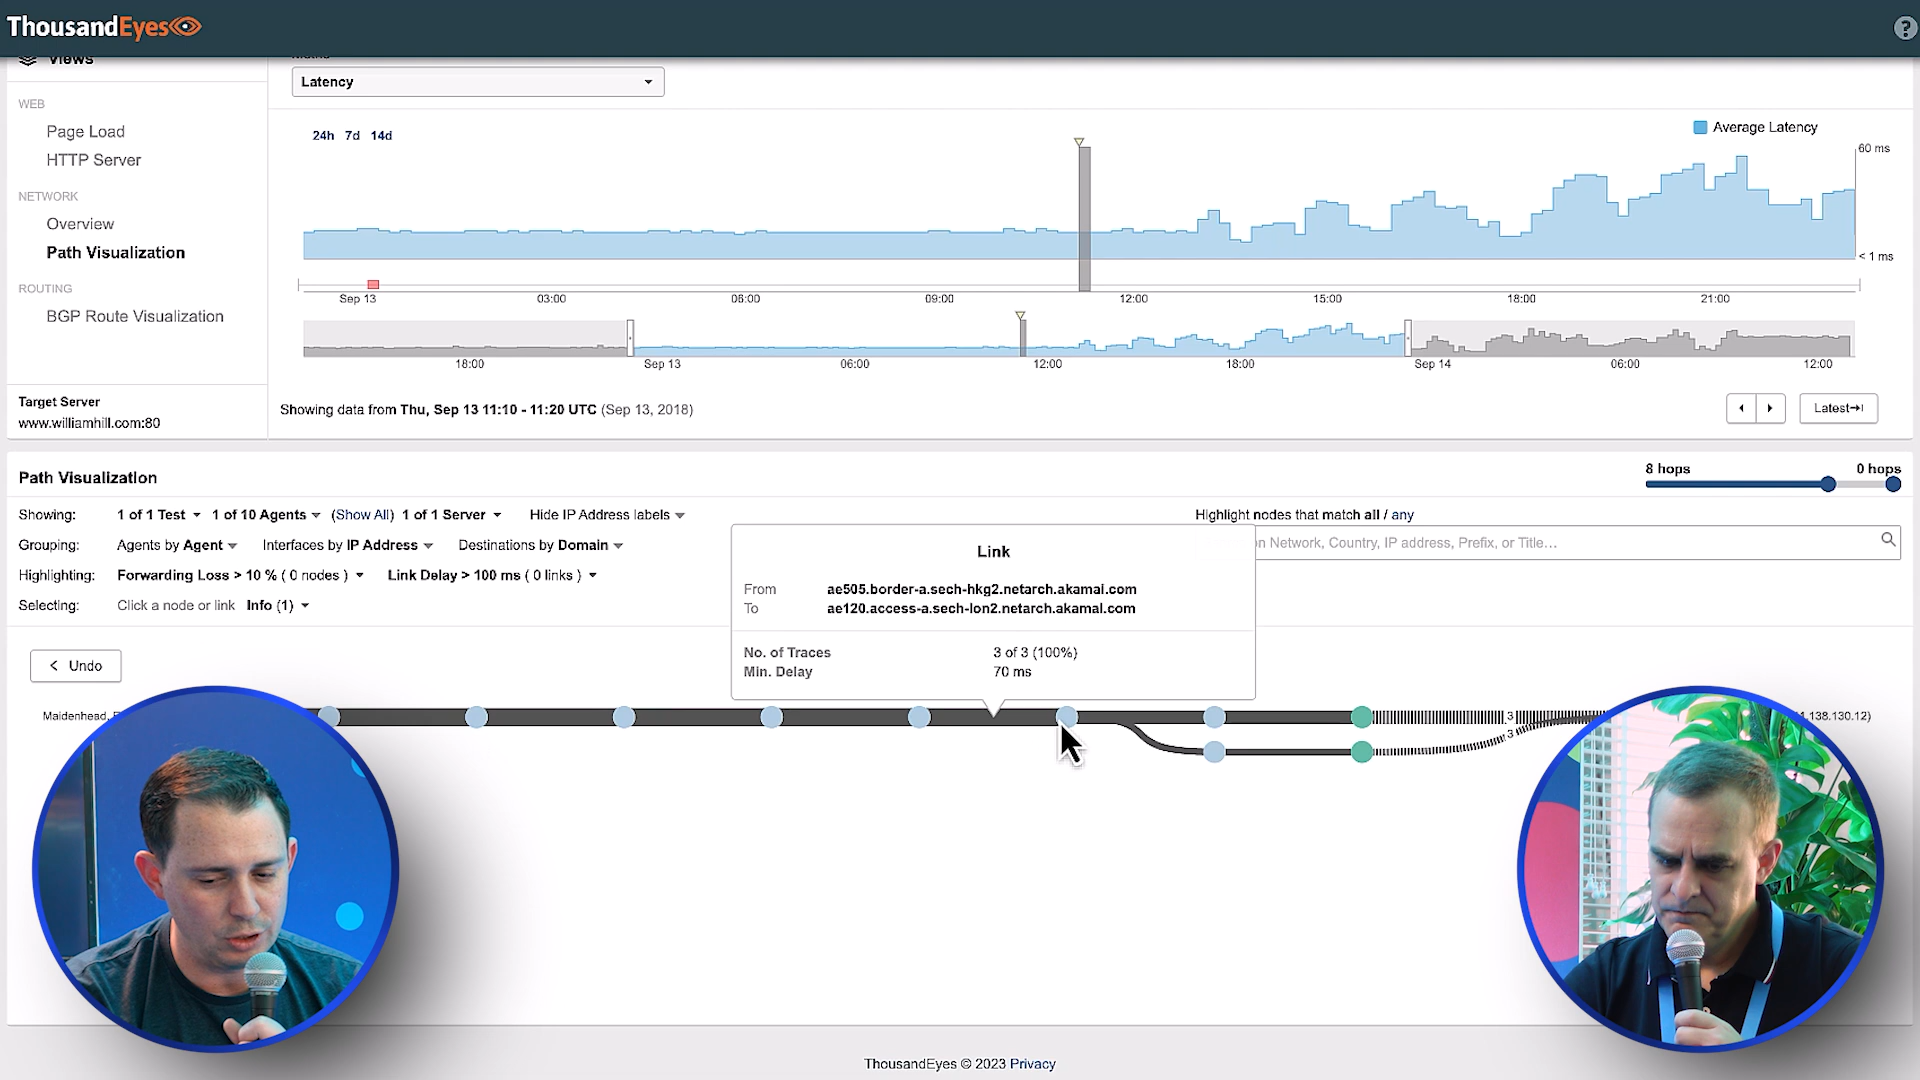 ThousandEyes
?
Views
Latency
WEB
Page Load
HTTP Server
NETWORK
Overview
Path Visualization
ROUTING
BGP Route Visualization
24h 7d 14d
Average Latency
60 ms
< 1 ms
Sep 13 03:00 06:00 09:00 12:00 15:00 18:00 21:00
18:00 Sep 13 06:00 12:00 18:00 Sep 14 06:00 12:00
Target Server
www.williamhill.com:80
Showing data from Thu, Sep 13 11:10 - 11:20 UTC (Sep 13, 2018)
Latest
Path Visualization
8 hops 0 hops
Showing: 1 of 1 Test 1 of 10 Agents (Show All) 1 of 1 Server Hide IP Address labels
Highlight nodes that match all / any
Grouping: Agents by Agent Interfaces by IP Address Destinations by Domain
on Network, Country, IP address, Prefix, or Title...
Highlighting: Forwarding Loss > 10 % ( 0 nodes ) Link Delay > 100 ms ( 0 links )
Selecting: Click a node or link Info (1)
Link
From ae505.border-a.sech-hkg2.netarch.akamai.com
To ae120.access-a.sech-lon2.netarch.akamai.com
No. of Traces 3 of 3 (100%)
Min. Delay 70 ms
Undo
Maidenhead,
3
3
.138.130.12)
ThousandEyes © 2023 Privacy